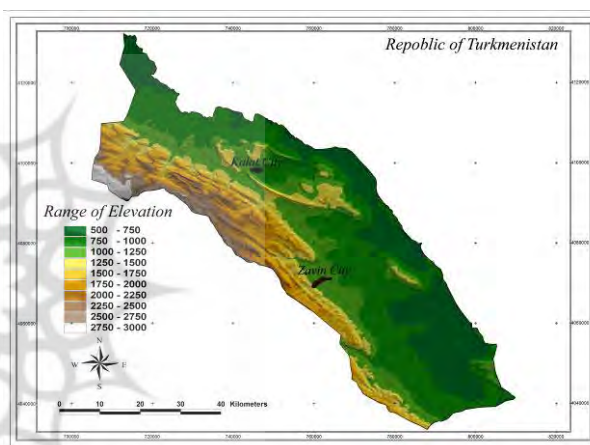 Repoblic of Turkmenistan
Kalat City
Zavin City
Range of Elevation
500 - 750
750 - 1000
1000 - 1250
1250 - 1500
1500 - 1750
1750 - 2000
2000 - 2250
2250 - 2500
2500 - 2750
2750 - 3000
N
W E
S
0 10 20 30 40 Kilometers